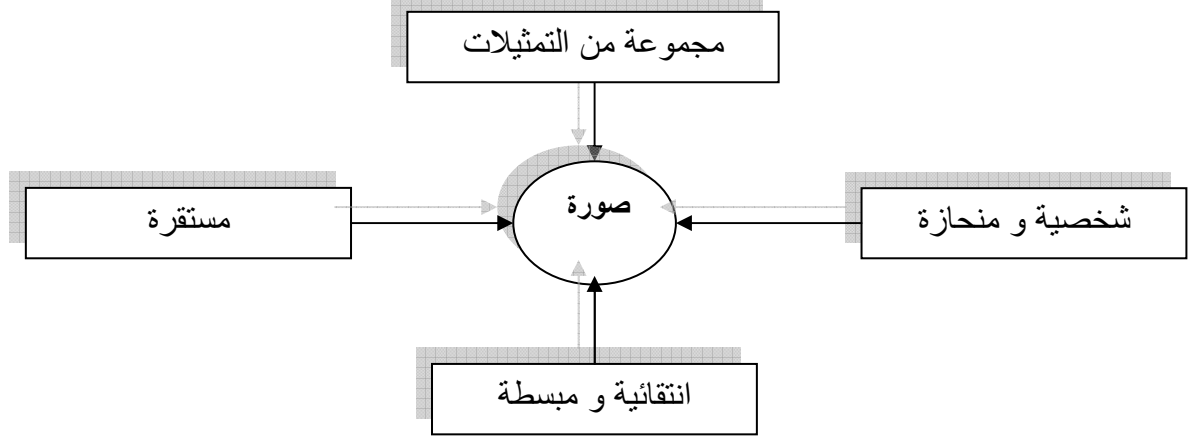 مجموعة من التمثيلات
صورة
شخصية و منحازة
مستقرة
انتقائية و مبسطة